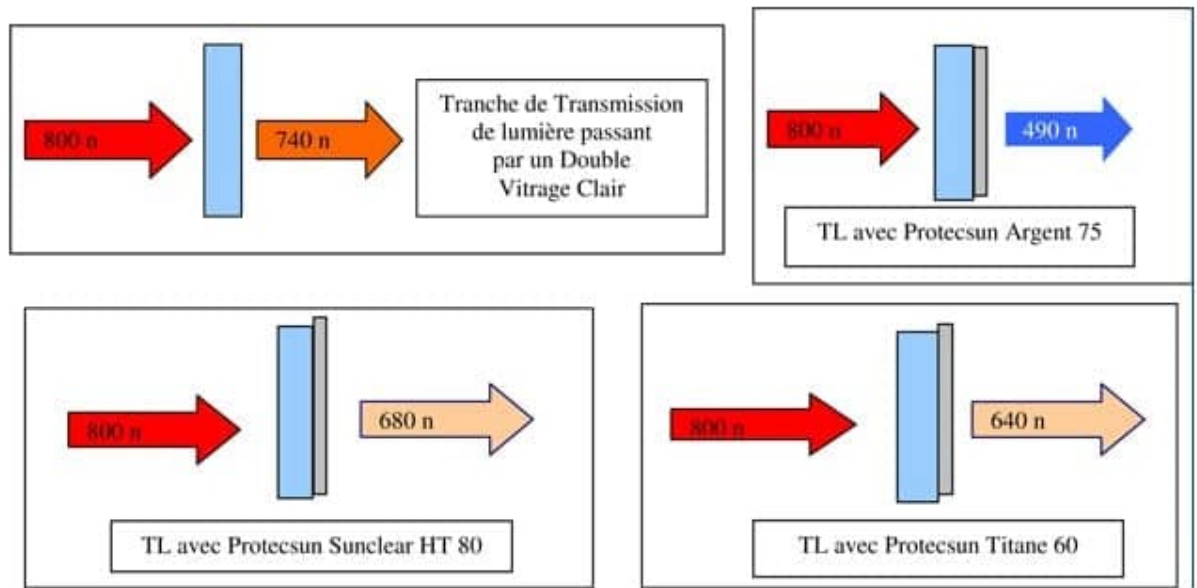 800 n
740 n
Tranche de Transmission
de lumière passant
par un Double
Vitrage Clair
800 n
490 n
TL avec Protecsun Argent 75
800 n
680 n
TL avec Protecsun Sunclear HT 80
800 n
640 n
TL avec Protecsun Titane 60